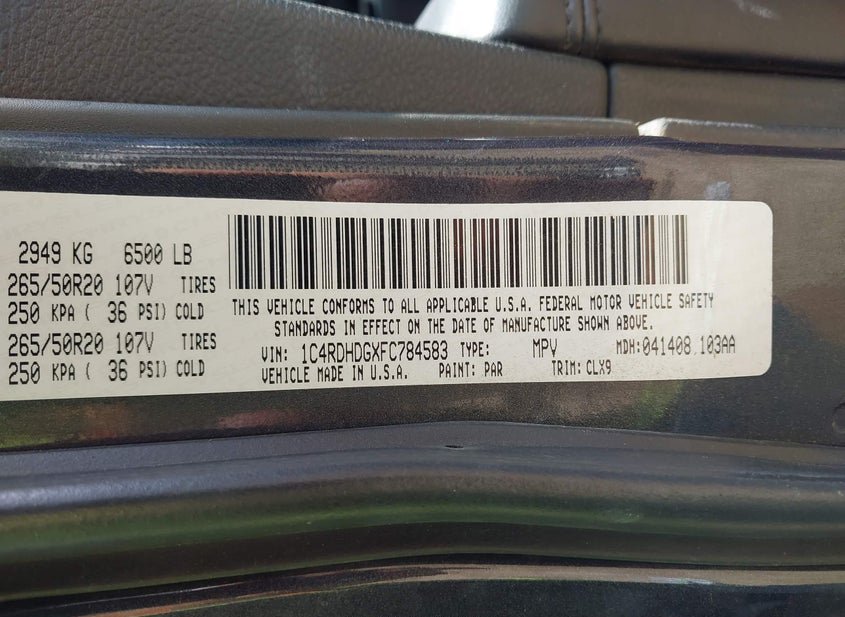 2949 KG 6500 LB
265/50R20 107V TIRES
250 KPA ( 36 PSI) COLD
265/50R20 107V TIRES
250 KPA ( 36 PSI) COLD
THIS VEHICLE CONFORMS TO ALL APPLICABLE U.S.A. FEDERAL MOTOR VEHICLE SAFETY
STANDARDS IN EFFECT ON THE DATE OF MANUFACTURE SHOWN ABOVE.
VIN: 1C4RDHDGXFC784583 TYPE: MPV MDH:041408 103AA
VEHICLE MADE IN U.S.A. PAINT: PAR TRIM: CLX9